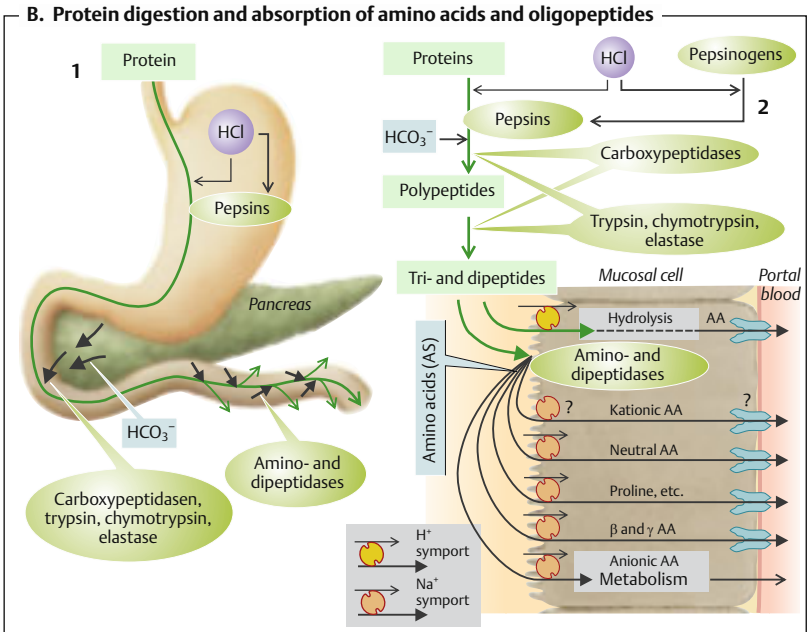 B. Protein digestion and absorption of amino acids and oligopeptides
1
Protein
HCl
Pepsins
Pancreas
HCO₃⁻
Amino- and
dipeptidases
Carboxypeptidasen,
trypsin, chymotrypsin,
elastase
Proteins
HCl
Pepsinogens
2
Pepsins
HCO₃⁻
Carboxypeptidases
Polypeptides
Trypsin, chymotrypsin,
elastase
Tri- and dipeptides
Mucosal cell
Portal
blood
Hydrolysis
AA
Amino- and
dipeptidases
Amino acids (AS)
?
Kationic AA
?
Neutral AA
Proline, etc.
β and γ AA
Anionic AA
Metabolism
H⁺
symport
Na⁺
symport